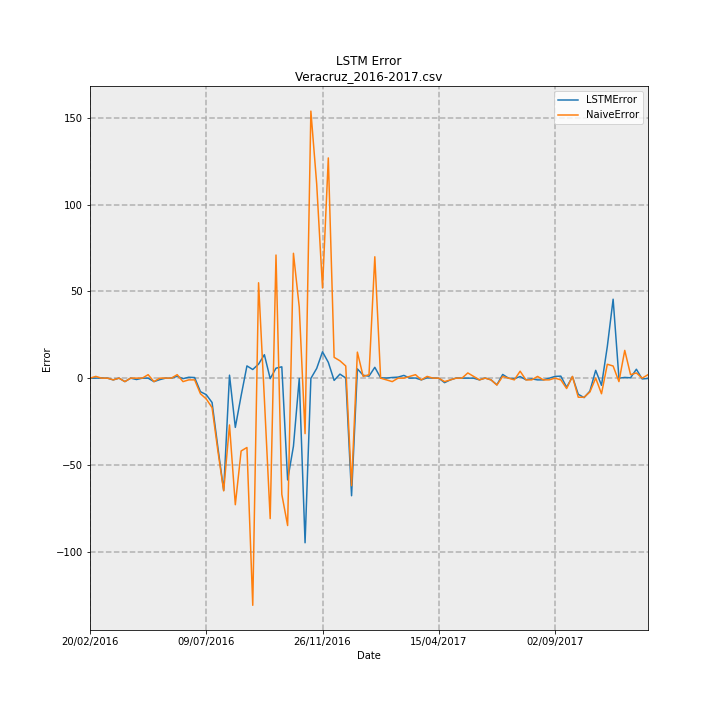 LSTM Error
Veracruz_2016-2017.csv
LSTMError
NaiveError
150
100
50
0
−50
−100
Error
20/02/2016 09/07/2016 26/11/2016 15/04/2017 02/09/2017
Date